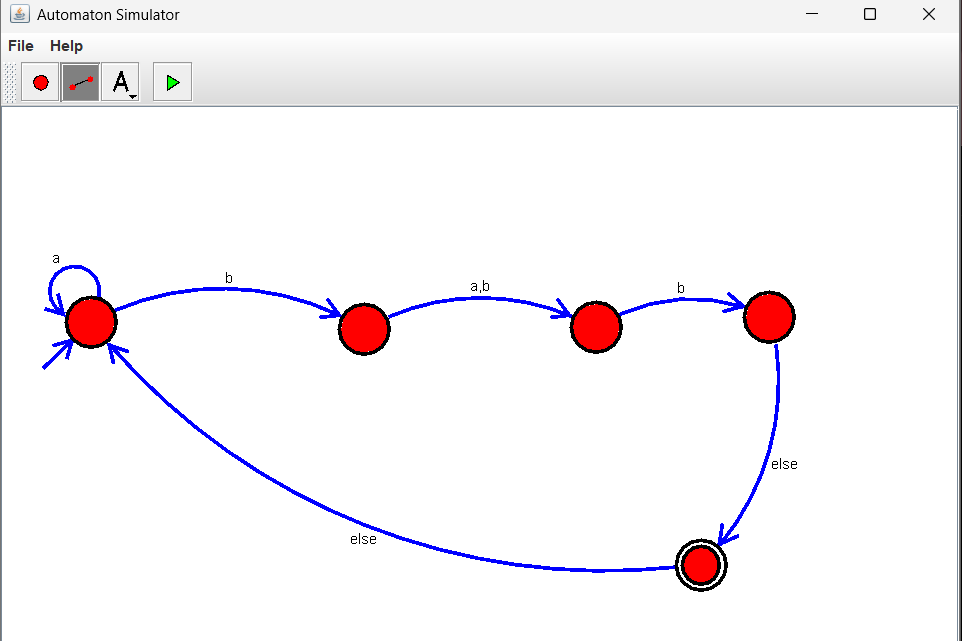 Automaton Simulator
File Help
A
a
b
a,b
b
else
else